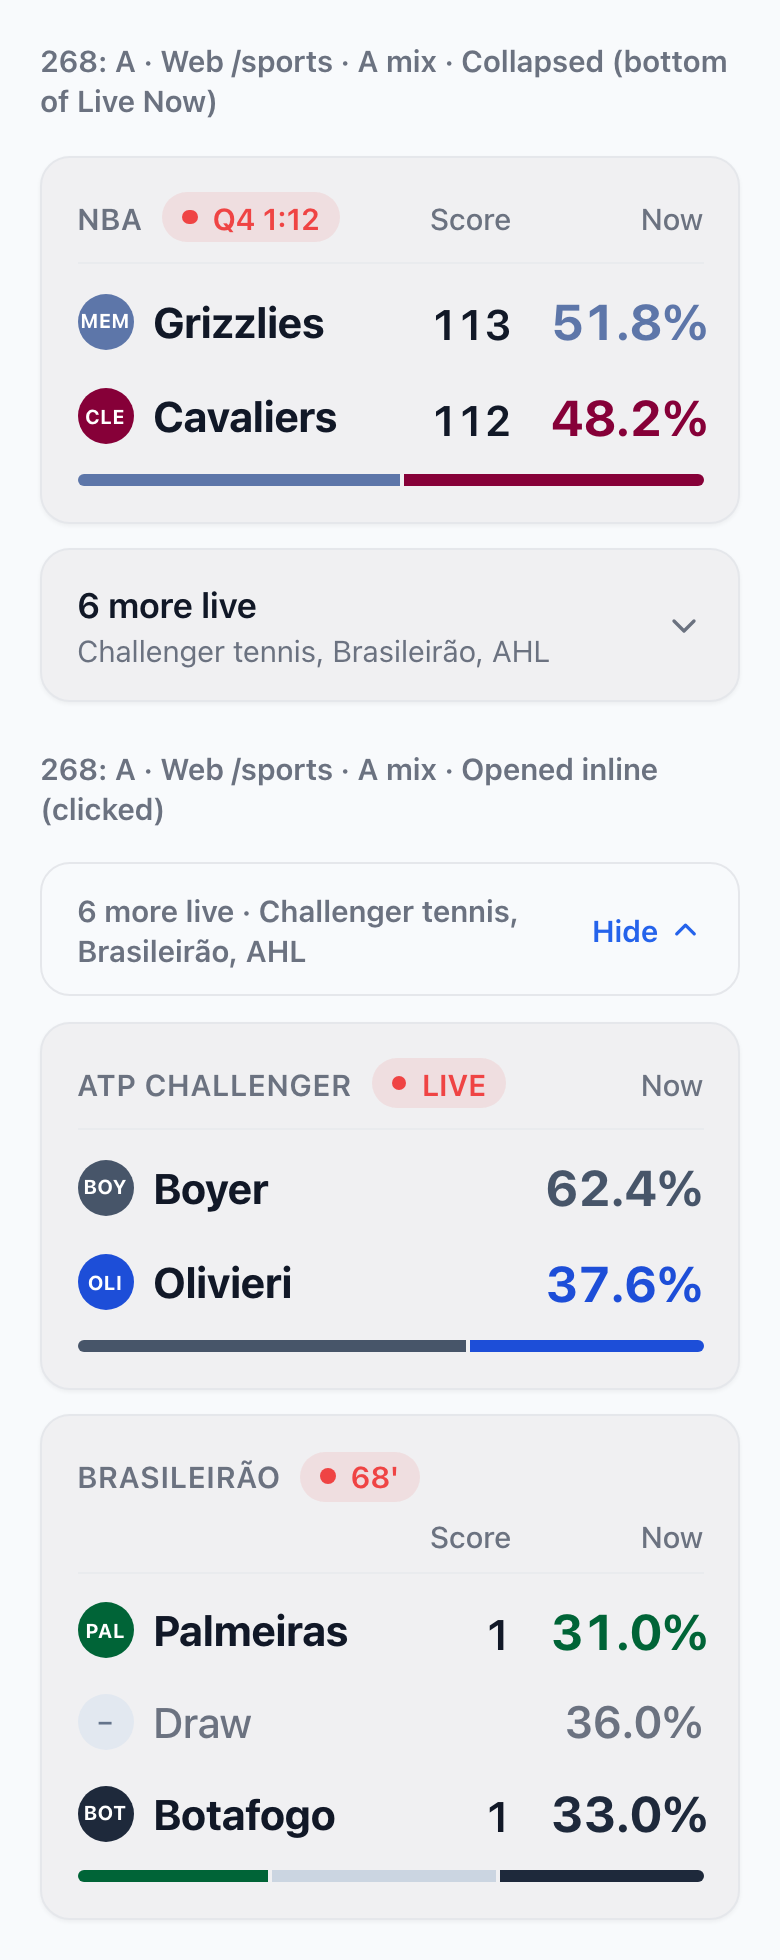 268: A · Web /sports · A mix · Collapsed (bottom
of Live Now)
NBA Q4 1:12 Score Now
MEM Grizzlies 113 51.8%
CLE Cavaliers 112 48.2%
6 more live
Challenger tennis, Brasileirão, AHL
268: A · Web /sports · A mix · Opened inline
(clicked)
6 more live · Challenger tennis,
Brasileirão, AHL
Hide
ATP CHALLENGER LIVE Now
BOY Boyer 62.4%
OLI Olivieri 37.6%
BRASILEIRÃO 68'
Score Now
PAL Palmeiras 1 31.0%
– Draw 36.0%
BOT Botafogo 1 33.0%